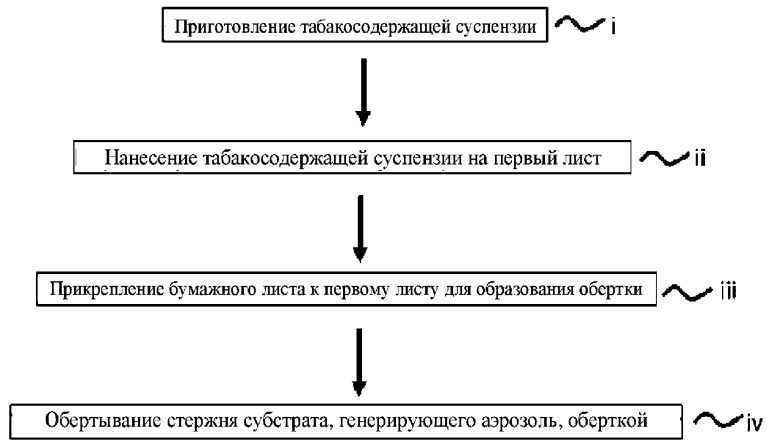 Приготовление табакосодержащей суспензии i
Нанесение табакосодержащей суспензии на первый лист ii
Прикрепление бумажного листа к первому листу для образования обертки iii
Обертывание стержня субстрата, генерирующего аэрозоль, оберткой iv